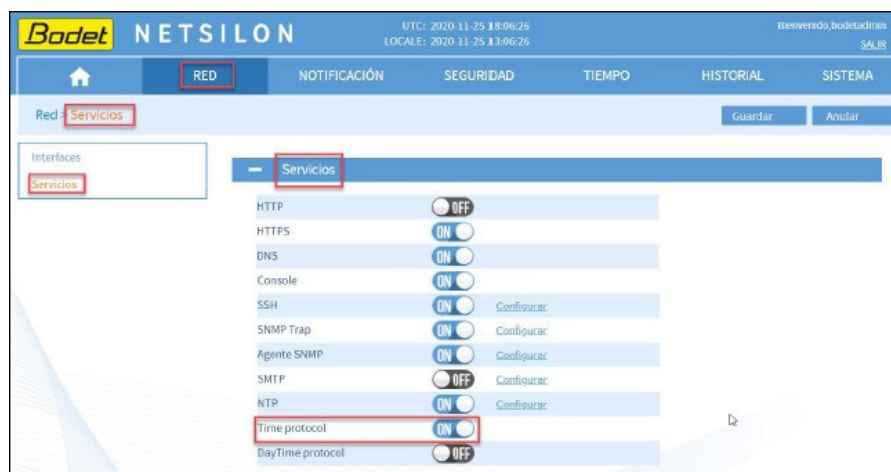 Bodet NETSILON
UTC: 2020-11-25 18:06:26
LOCALE: 2020-11-25 13:06:26
Bienvenido,bodetadmin
SALIR
RED NOTIFICACIÓN SEGURIDAD TIEMPO HISTORIAL SISTEMA
Red > Servicios
Guardar Anular
Interfaces
Servicios
Servicios
HTTP OFF
HTTPS ON
DNS ON
Console ON
SSH ON Configurar
SNMP Trap ON Configurar
Agente SNMP ON Configurar
SMTP OFF Configurar
NTP ON Configurar
Time protocol ON
DayTime protocol OFF